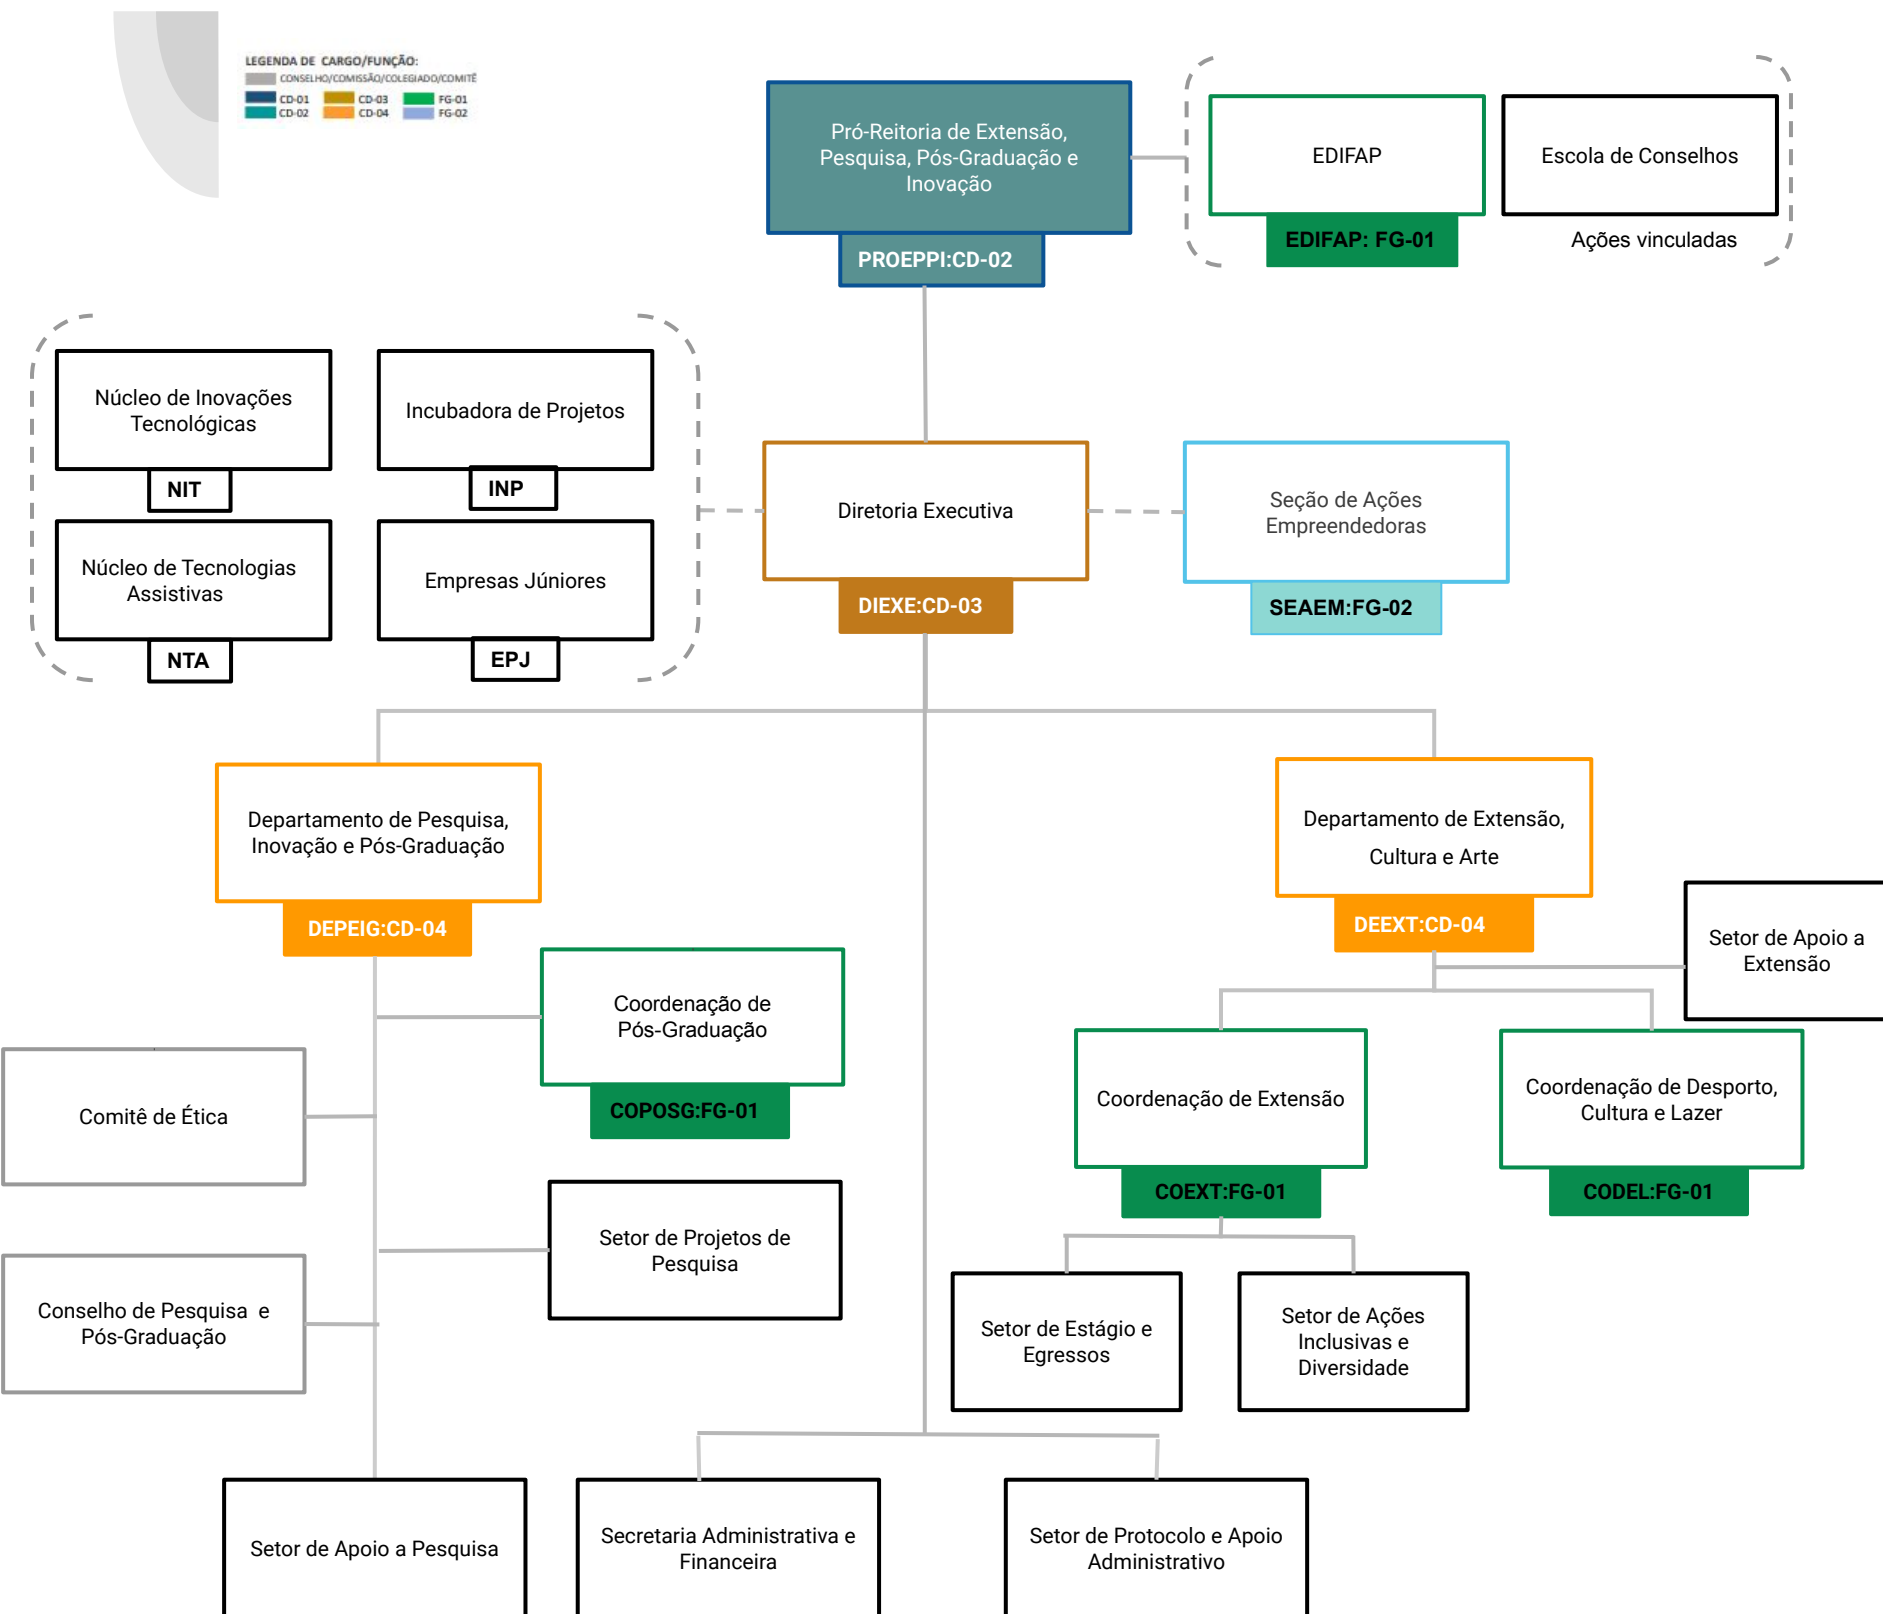 LEGENDA DE CARGO/FUNÇÃO:
CONSELHO/COMISSÃO/COLEGIADO/COMITÊ
CD-01 CD-03 FG-01
CD-02 CD-04 FG-02
Pró-Reitoria de Extensão,
Pesquisa, Pós-Graduação e
Inovação
PROEPPI:CD-02
EDIFAP
EDIFAP: FG-01
Escola de Conselhos
Ações vinculadas
Núcleo de Inovações
Tecnológicas
NIT
Incubadora de Projetos
INP
Núcleo de Tecnologias
Assistivas
NTA
Empresas Júniores
EPJ
Diretoria Executiva
DIEXE:CD-03
Seção de Ações
Empreendedoras
SEAEM:FG-02
Departamento de Pesquisa,
Inovação e Pós-Graduação
DEPEIG:CD-04
Departamento de Extensão,
Cultura e Arte
DEEXT:CD-04
Setor de Apoio a
Extensão
Coordenação de
Pós-Graduação
COPOSG:FG-01
Comitê de Ética
Coordenação de Extensão
COEXT:FG-01
Coordenação de Desporto,
Cultura e Lazer
CODEL:FG-01
Setor de Projetos de
Pesquisa
Conselho de Pesquisa e
Pós-Graduação
Setor de Estágio e
Egressos
Setor de Ações
Inclusivas e
Diversidade
Setor de Apoio a Pesquisa
Secretaria Administrativa e
Financeira
Setor de Protocolo e Apoio
Administrativo